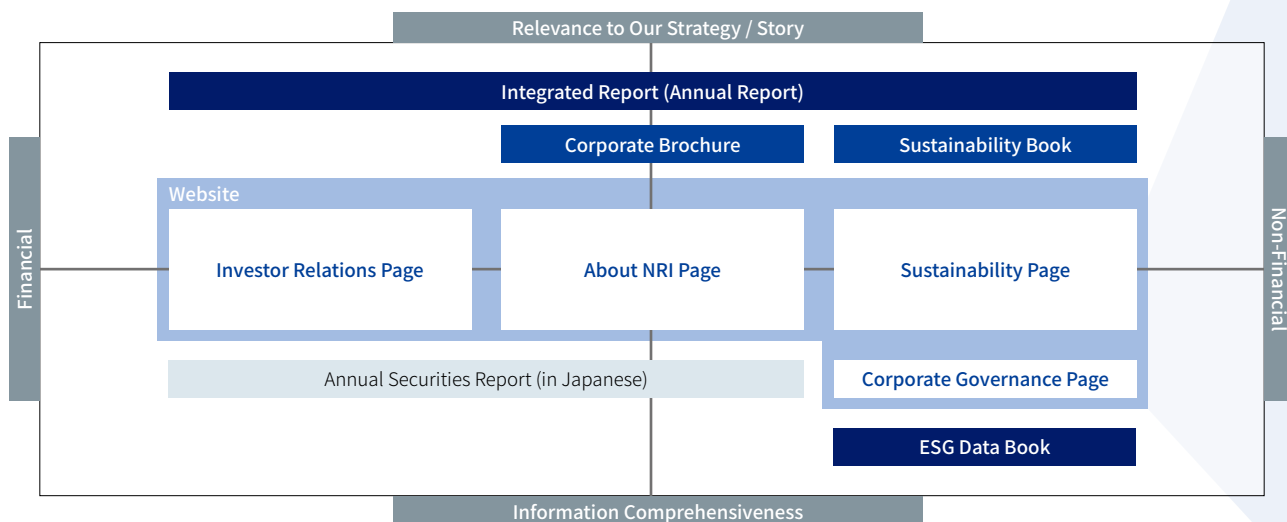 Relevance to Our Strategy / Story
Integrated Report (Annual Report)
Corporate Brochure
Sustainability Book
Website
Financial
Investor Relations Page
About NRI Page
Sustainability Page
Non-Financial
Annual Securities Report (in Japanese)
Corporate Governance Page
ESG Data Book
Information Comprehensiveness